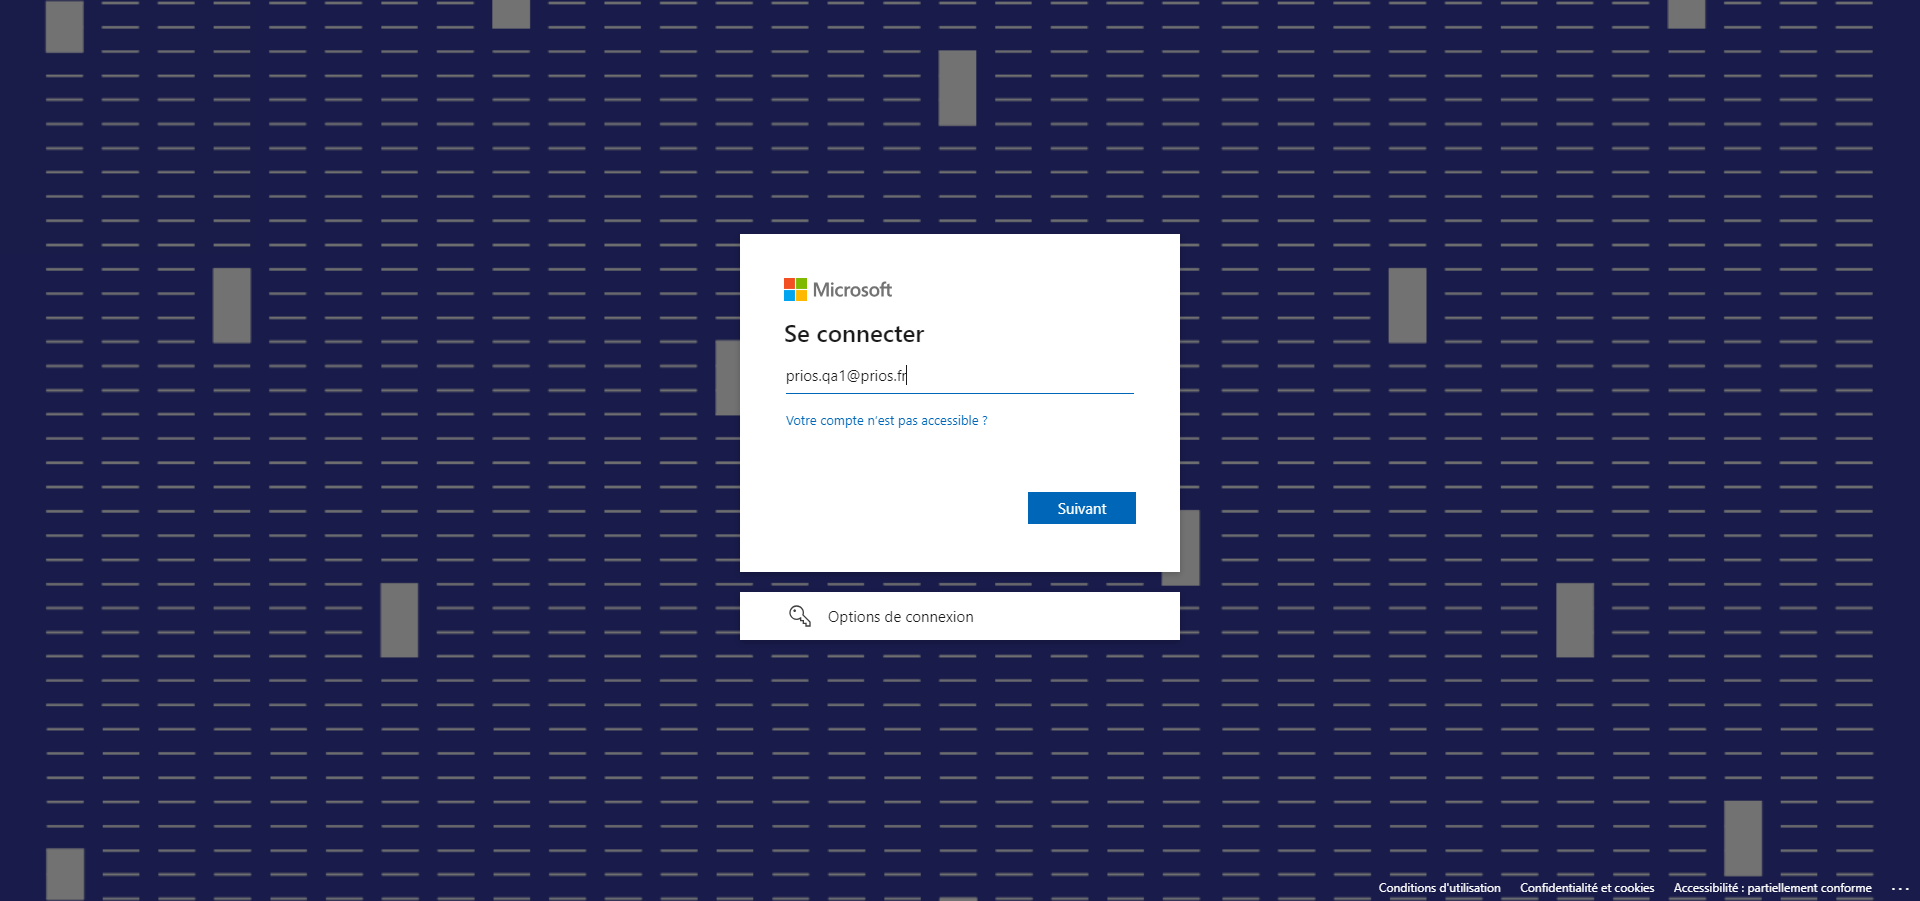 Microsoft
Se connecter
prios.qa1@prios.fr
Votre compte n’est pas accessible ?
Suivant
Options de connexion
Conditions d'utilisation Confidentialité et cookies Accessibilité : partiellement conforme ...